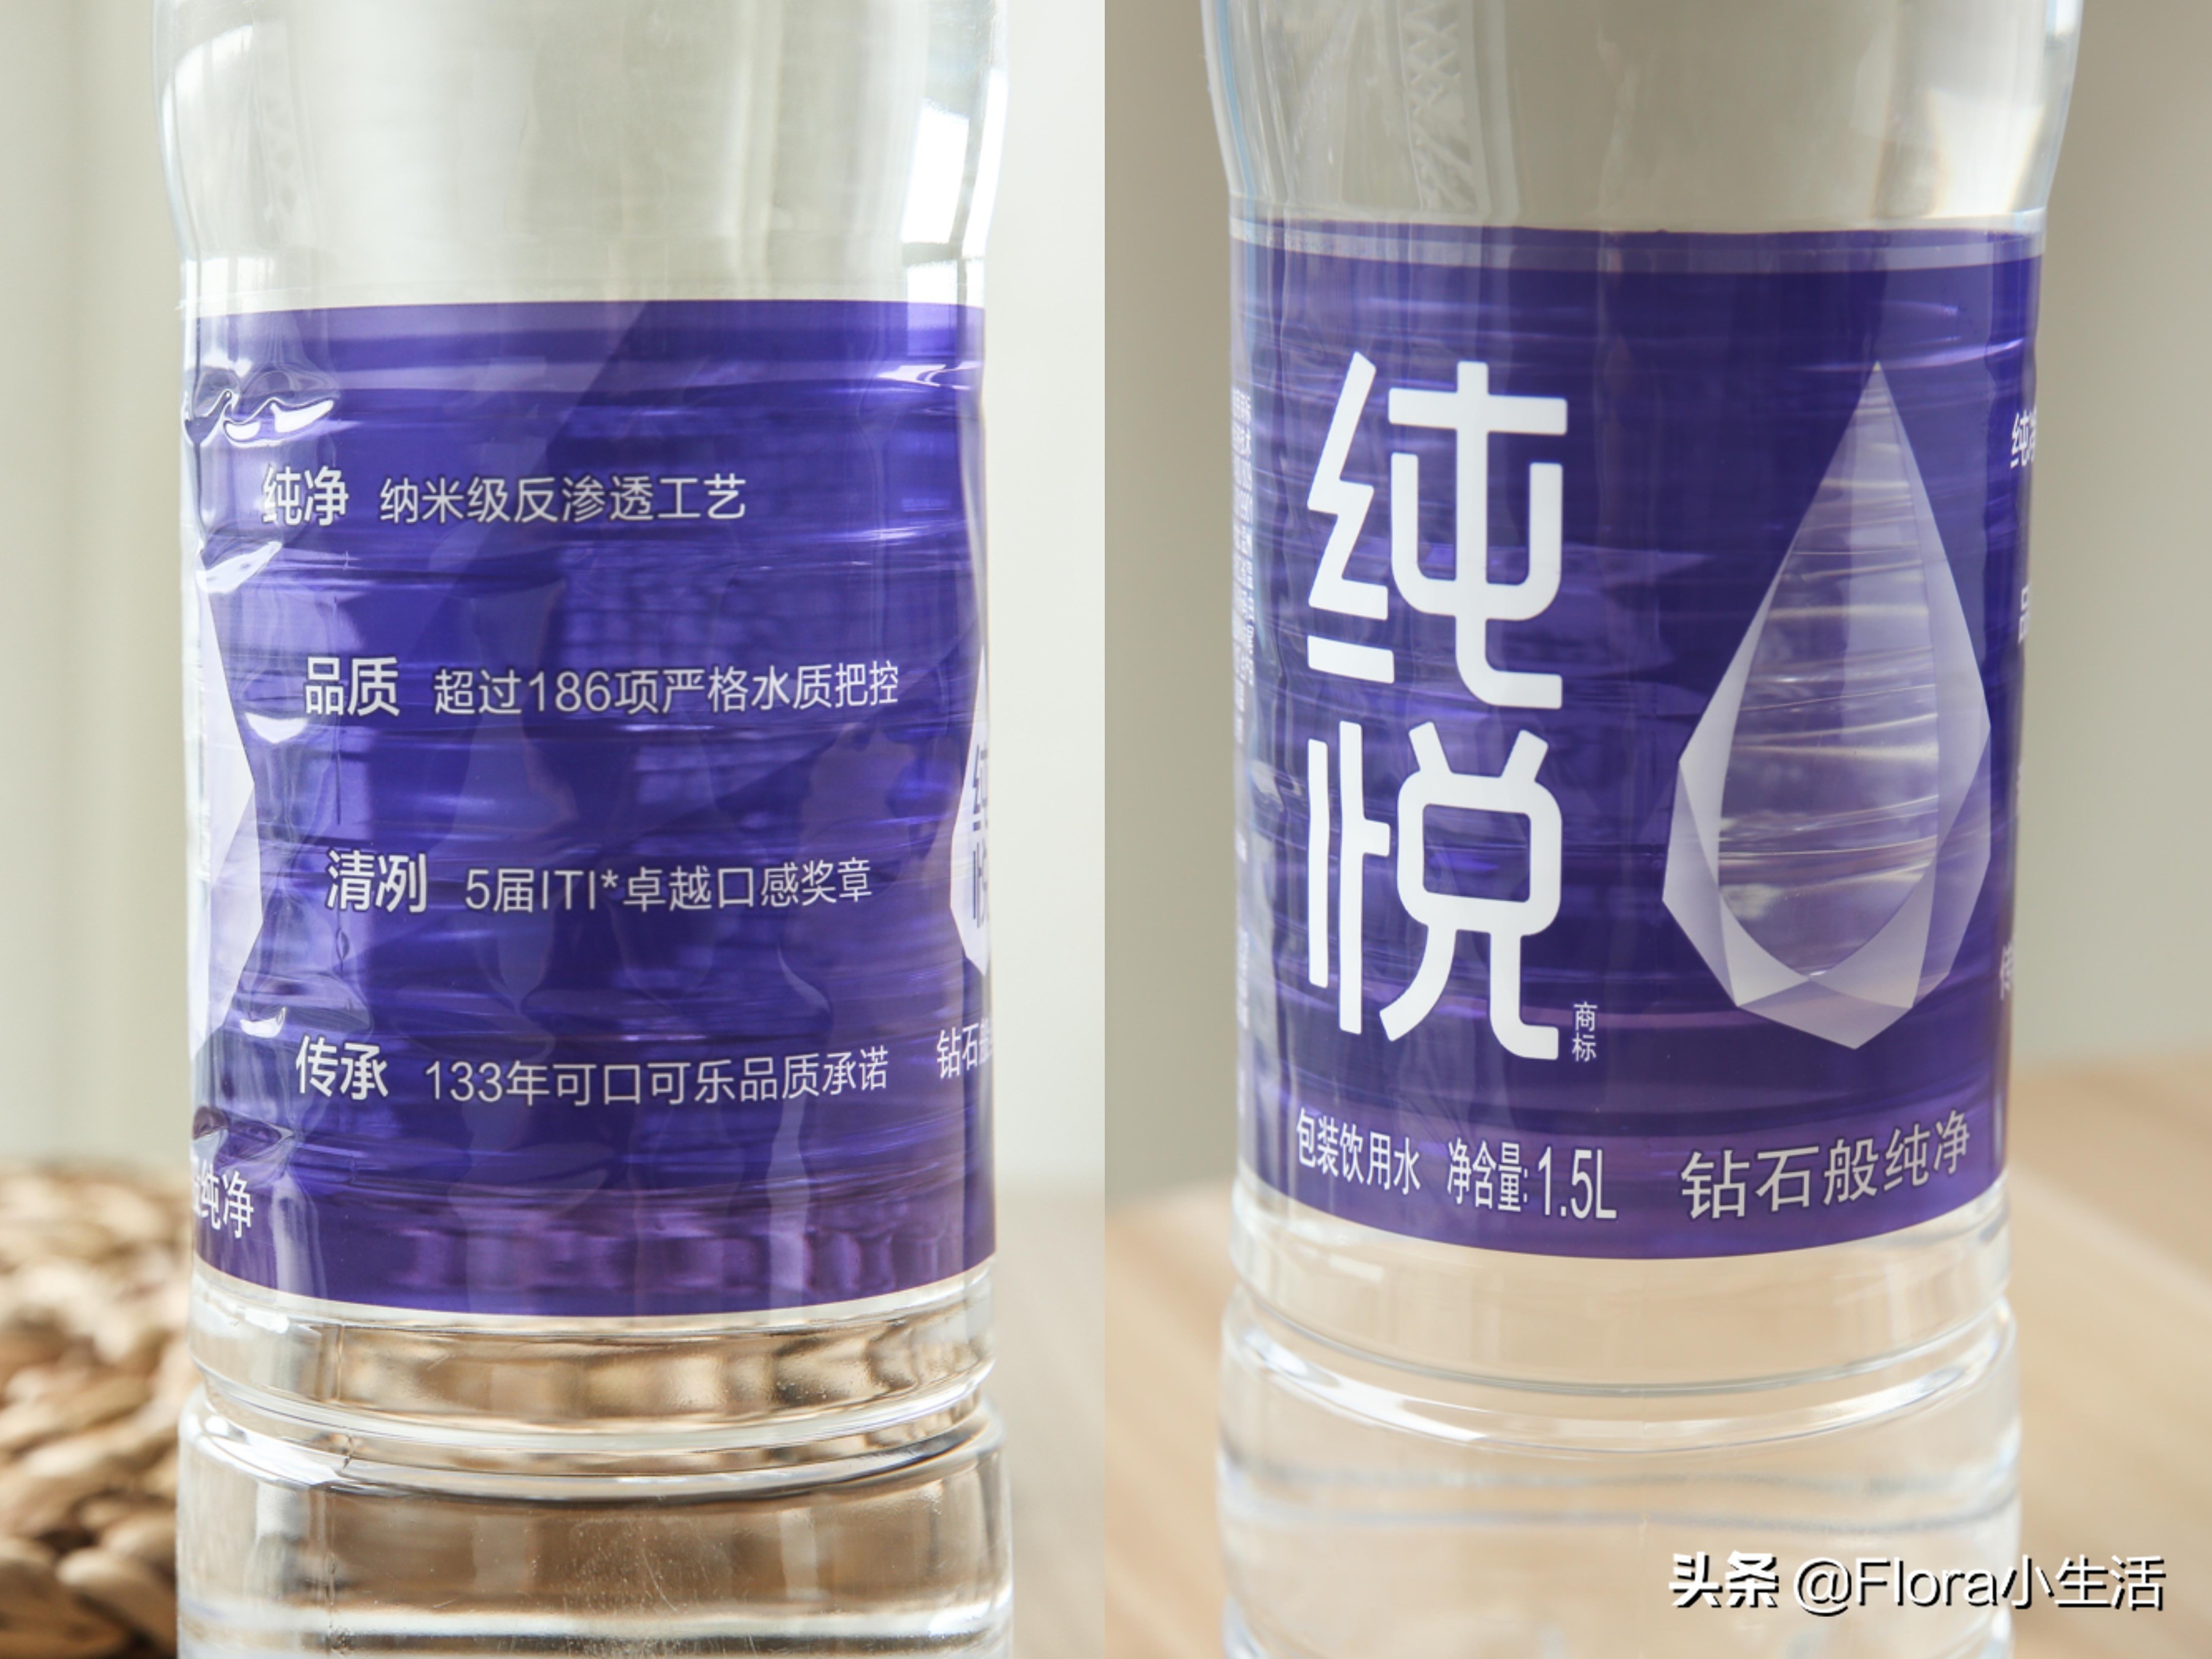 纯净 纳米级反渗透工艺
品质 超过186项严格水质把控
清冽 5届ITI*卓越口感奖章
传承 133年可口可乐品质承诺
钻石
纯净
纯悦
商标
包装饮用水 净含量:1.5L
钻石般纯净
头条 @Flora小生活